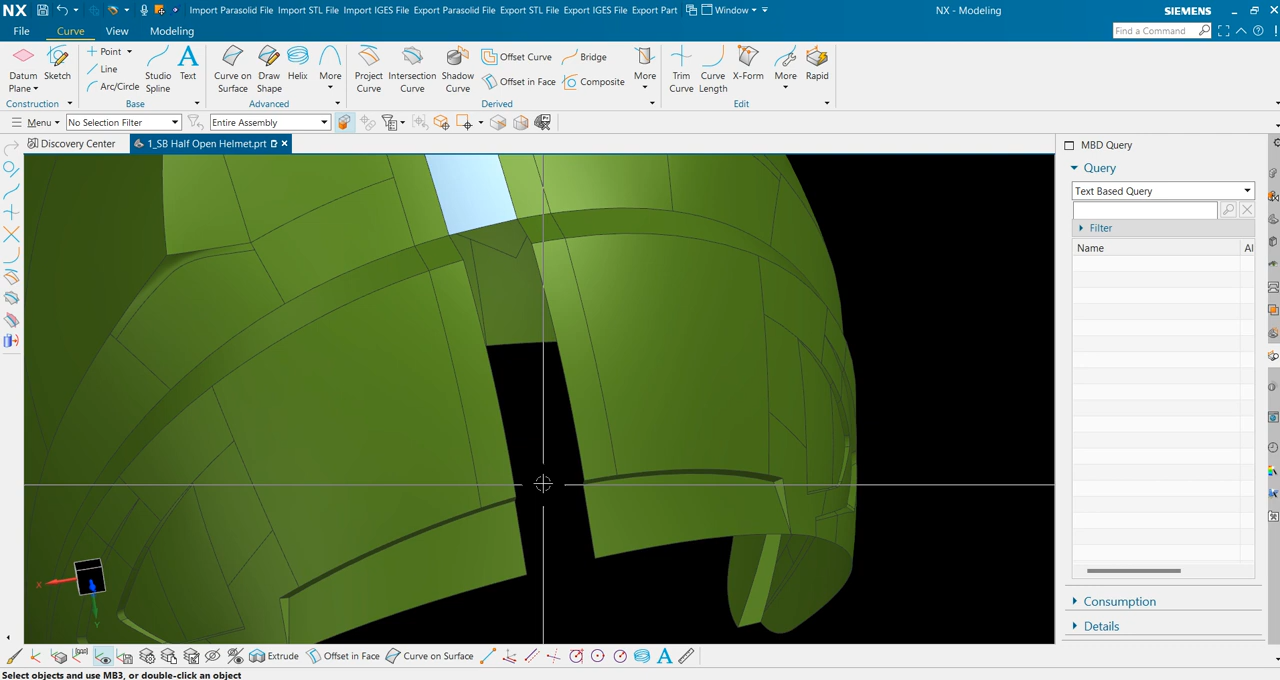 NX
Import Parasolid File Import STL File Import IGES File Export Parasolid File Export STL File Export IGES File Export Part
Window
NX - Modeling
SIEMENS
File Curve View Modeling
Find a Command
Datum Plane
Sketch
Point
Line
Arc/Circle
Studio Spline
Text
Curve on Surface
Draw Shape
Helix
More
Project Curve
Intersection Curve
Shadow Curve
Offset Curve
Offset in Face
Bridge
Composite
More
Trim Curve
Curve Length
X-Form
More
Rapid
Construction Base Advanced Derived Edit
Menu
No Selection Filter
Entire Assembly
Discovery Center
1_SB Half Open Helmet.prt
MBD Query
Query
Text Based Query
Filter
Name
Al
X
Y
Consumption
Details
Extrude
Offset in Face
Curve on Surface
Select objects and use MB3, or double-click an object